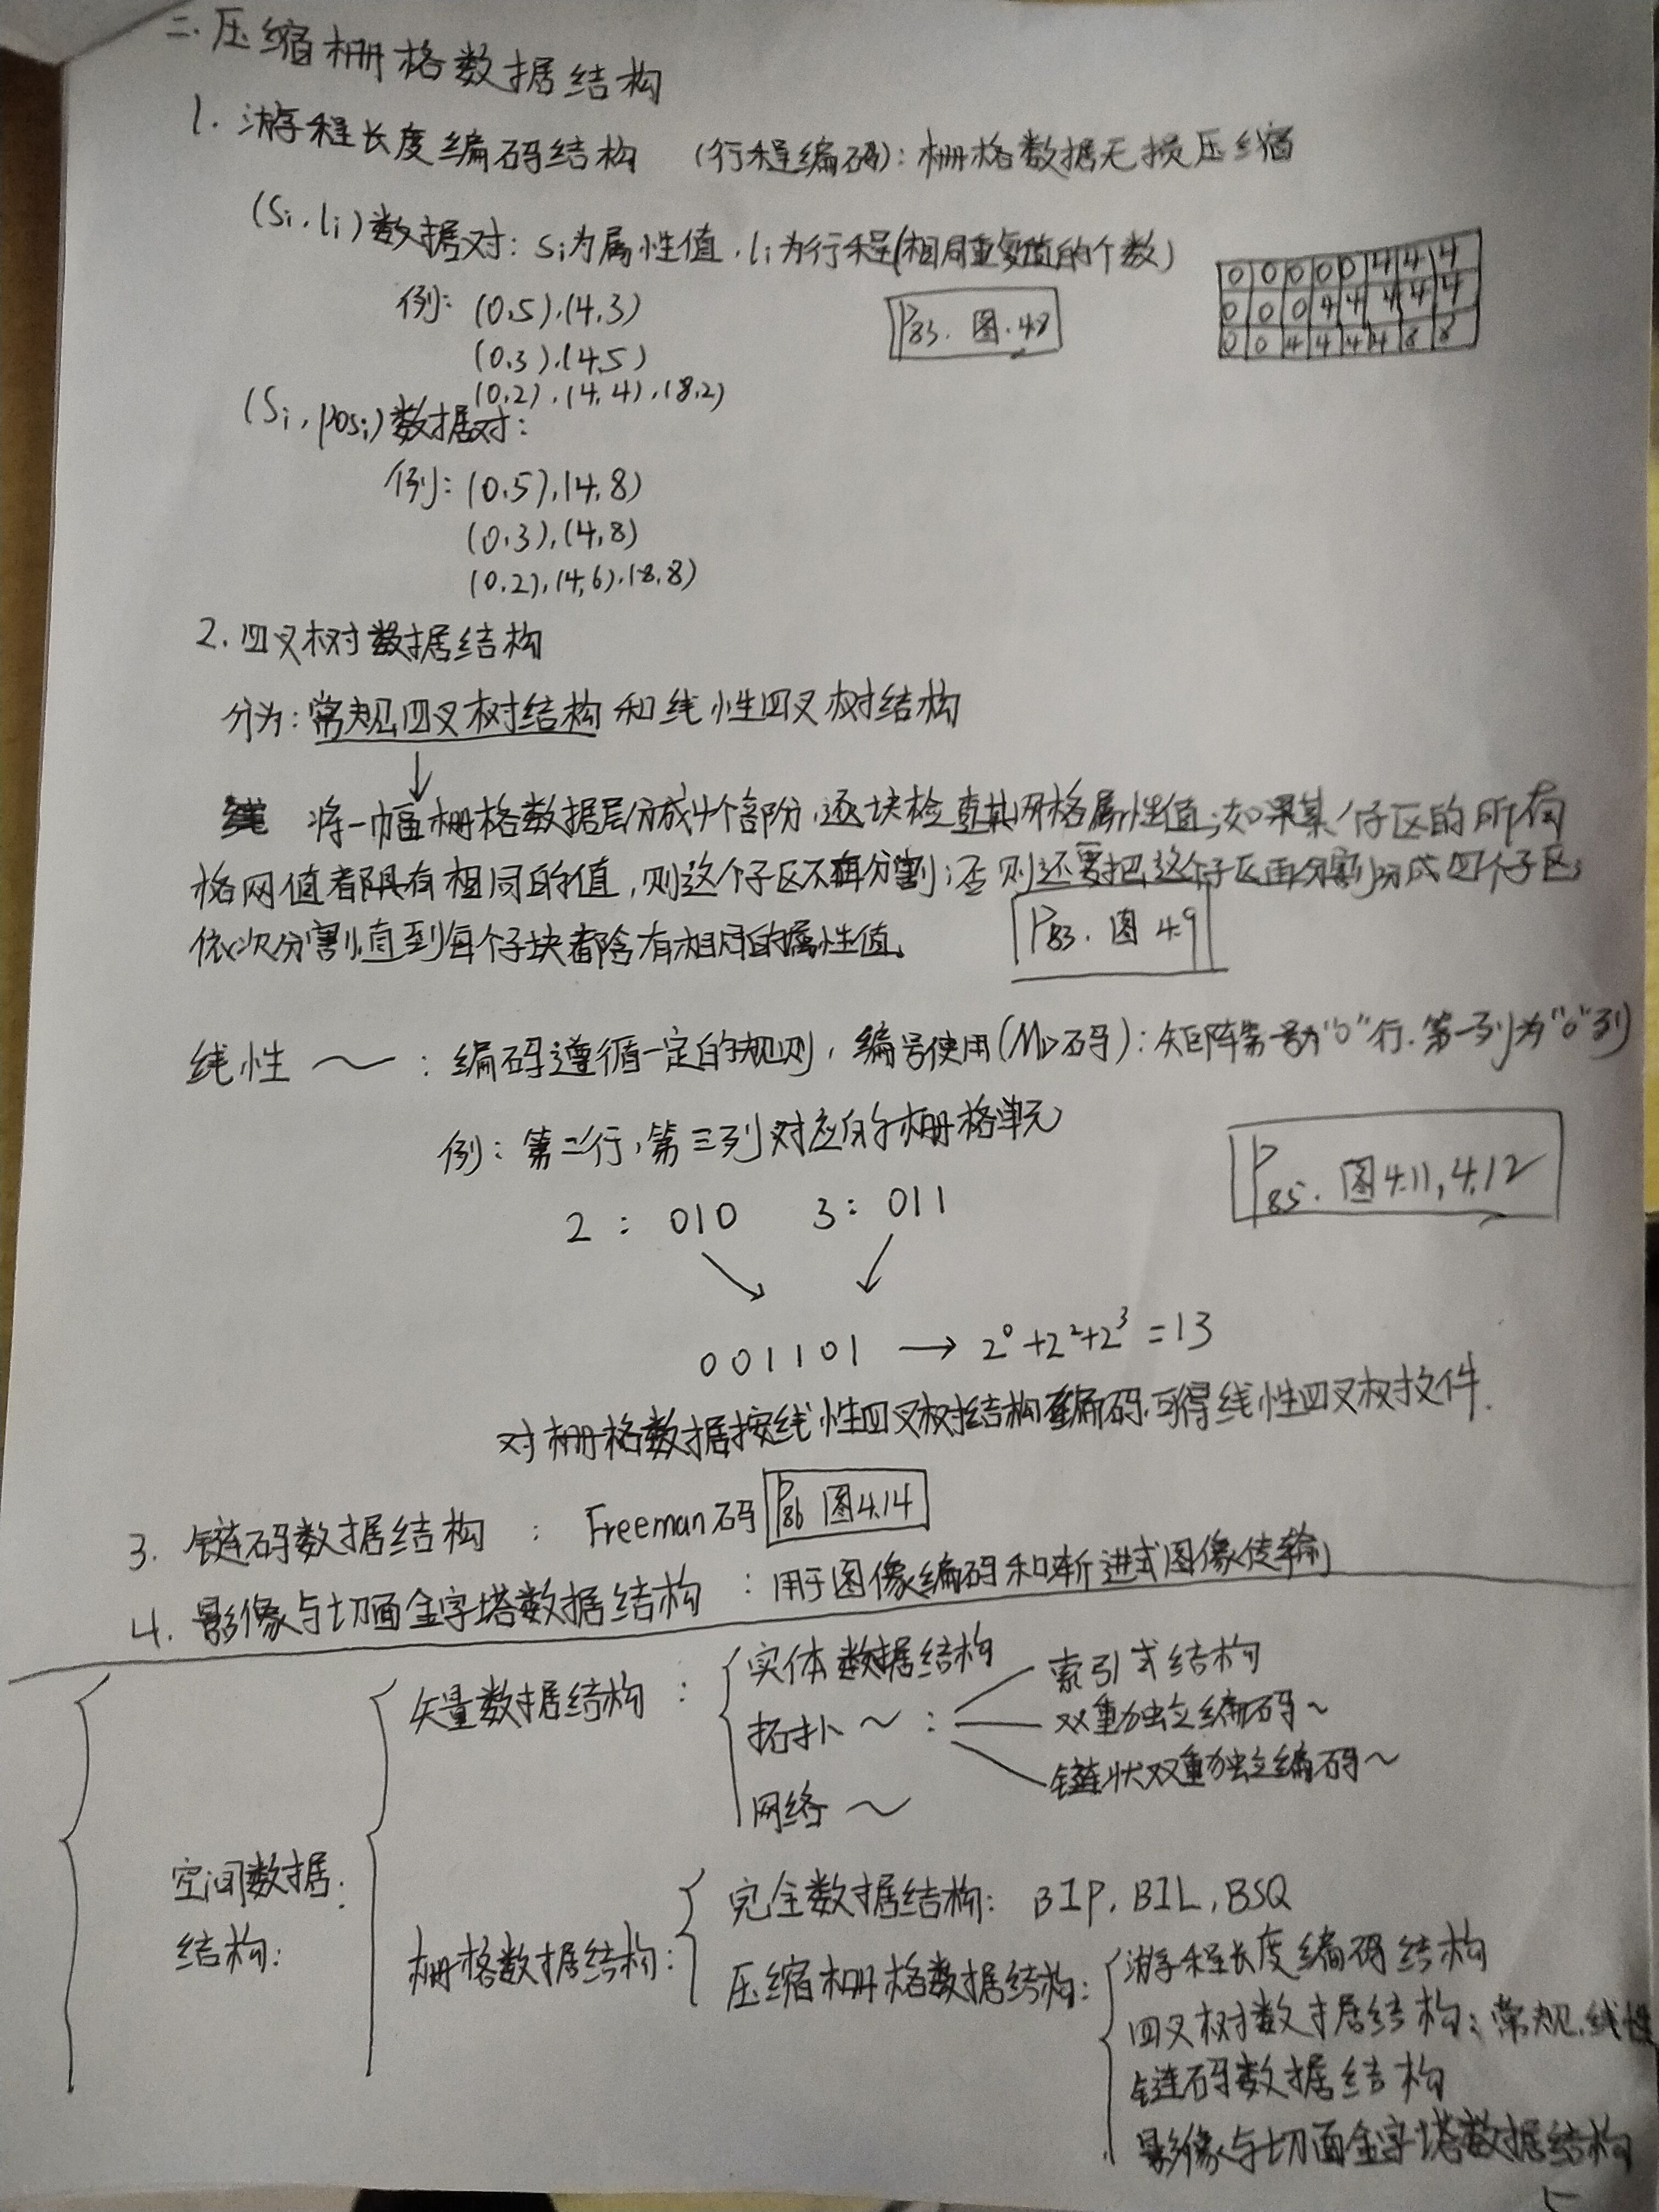 二.压缩栅格数据结构
1. 游程长度编码结构 (行程编码):栅格数据无损压缩
(Si,li)数据对:Si为属性值,li为行程(相同重复值的个数)
0 0 0 0 0 4 4 4
0 0 0 4 4 4 4 4
0 0 4 4 4 4 8 8
例:(0,5),(4,3)
P83.图.4.8
(0,3),(4,5)
(0,2),(4,4),(8,2)
(Si,posi)数据对:
例:(0,5),(4,8)
(0,3),(4,8)
(0,2),(4,6),(8,8)
2.四叉树数据结构
分为:常规四叉树结构和线性四叉树结构
将一幅栅格数据层分成4个部分,逐块检查其网格属性值;如果某个子区的所有
格网值都具有相同的值,则这个子区不再分割;否则还要把这个子区再分割分成四个子区;
依次分割,直到每个子块都含有相同的属性值。
P83.图4.9
线性~:编码遵循一定的规则,编号使用(MD码):矩阵第一号为“0”行.第一列为“0”列
例:第二行,第三列对应的栅格单元
P85.图4.11,4.12
2:010 3:011
001101 → 2⁰+2²+2³=13
对栅格数据按线性四叉树结构编码,可得线性四叉树文件.
3. 链码数据结构 : Freeman码 P86 图4.14
4. 影像与切面金字塔数据结构 :用于图像编码和渐进式图像传输
空间数据结构:
矢量数据结构 :
实体数据结构
拓扑~:
索引式结构
双重独立编码~
链状双重独立编码~
网络~
栅格数据结构:
完全数据结构: BIP, BIL, BSQ
压缩栅格数据结构:
游程长度编码结构
四叉树数据结构:常规,线性
链码数据结构
影像与切面金字塔数据结构